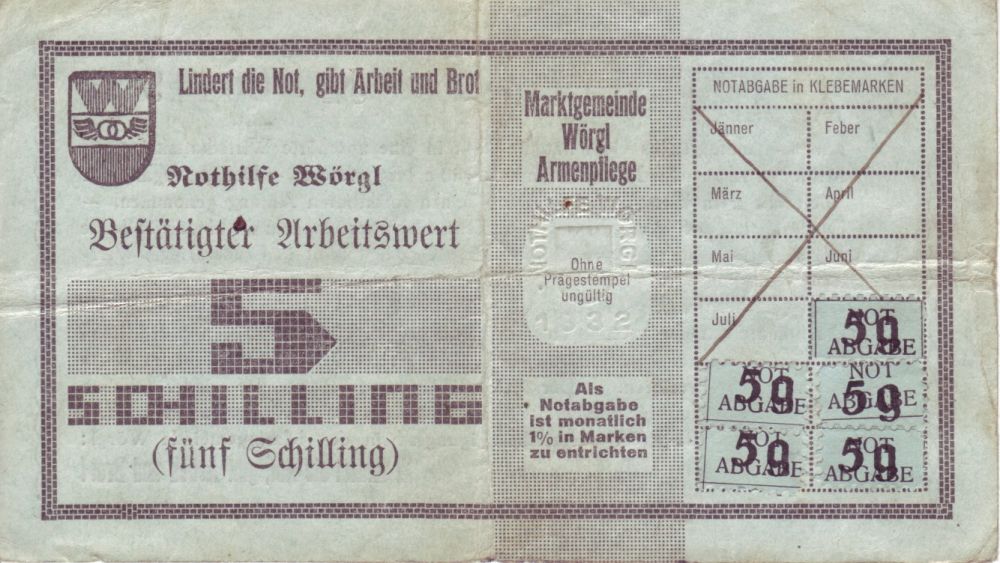 Lindert die Not, gibt Arbeit und Brot
Nothilfe Wörgl
Bestätigter Arbeitswert
5
SCHILLING
(fünf Schilling)
Marktgemeinde
Wörgl
Armenpflege
Ohne
Prägestempel
ungültig
1932
Als
Notabgabe
ist monatlich
1% in Marken
zu entrichten
NOTABGABE in KLEBEMARKEN
Jänner
Feber
März
April
Mai
Juni
Juli
NOT
5g
ABGABE
NOT
5g
ABGABE
NOT
5g
ABGABE
NOT
5g
ABGABE
NOT
5g
ABGABE